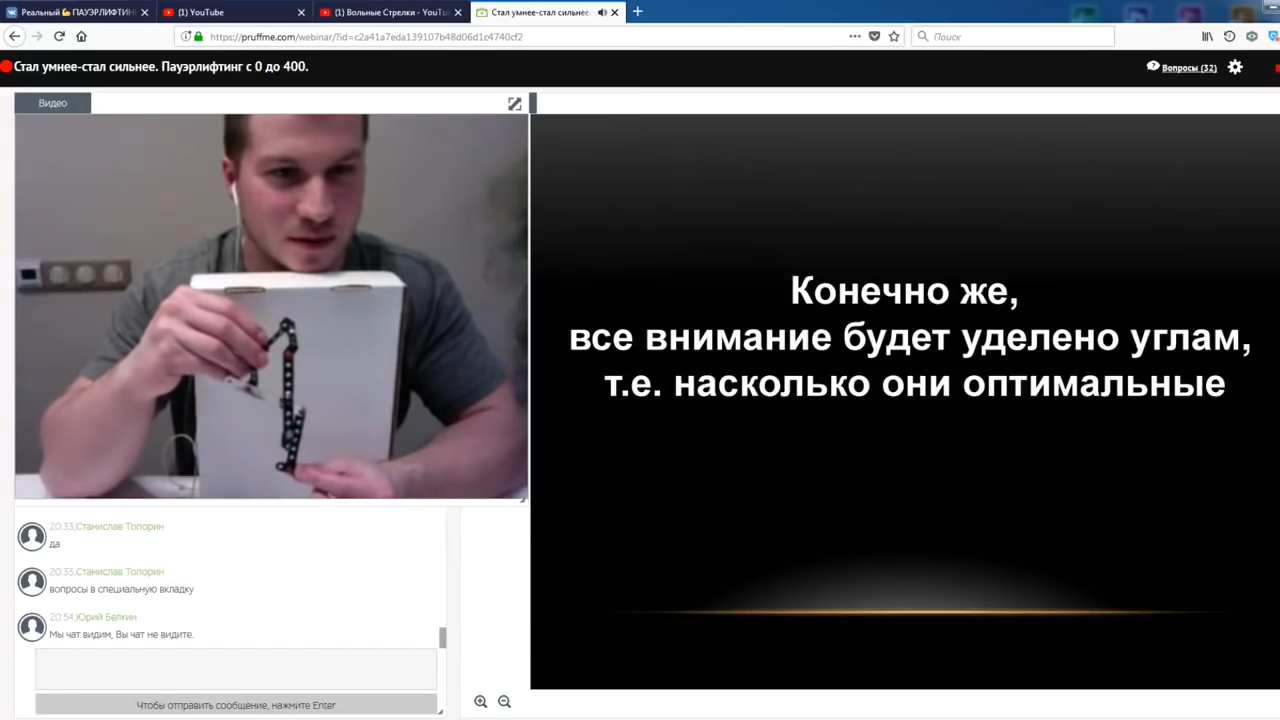 Реальный 💪 ПАУЭРЛИФТИН
(1) YouTube
(1) Вольные Стрелки - YouTu
Стал умнее-стал сильнее.
https://pruffme.com/webinar/?id=c2a41a7eda139107b48d06d1c4740cf2
Поиск
Стал умнее-стал сильнее. Пауэрлифтинг с 0 до 400.
Вопросы (32)
Видео
Конечно же,
все внимание будет уделено углам,
т.е. насколько они оптимальные
20:33,Станислав Топорин
да
20:33,Станислав Топорин
вопросы в специальную вкладку
20:54,Юрий Белкин
Мы чат видим, Вы чат не видите.
Чтобы отправить сообщение, нажмите Enter